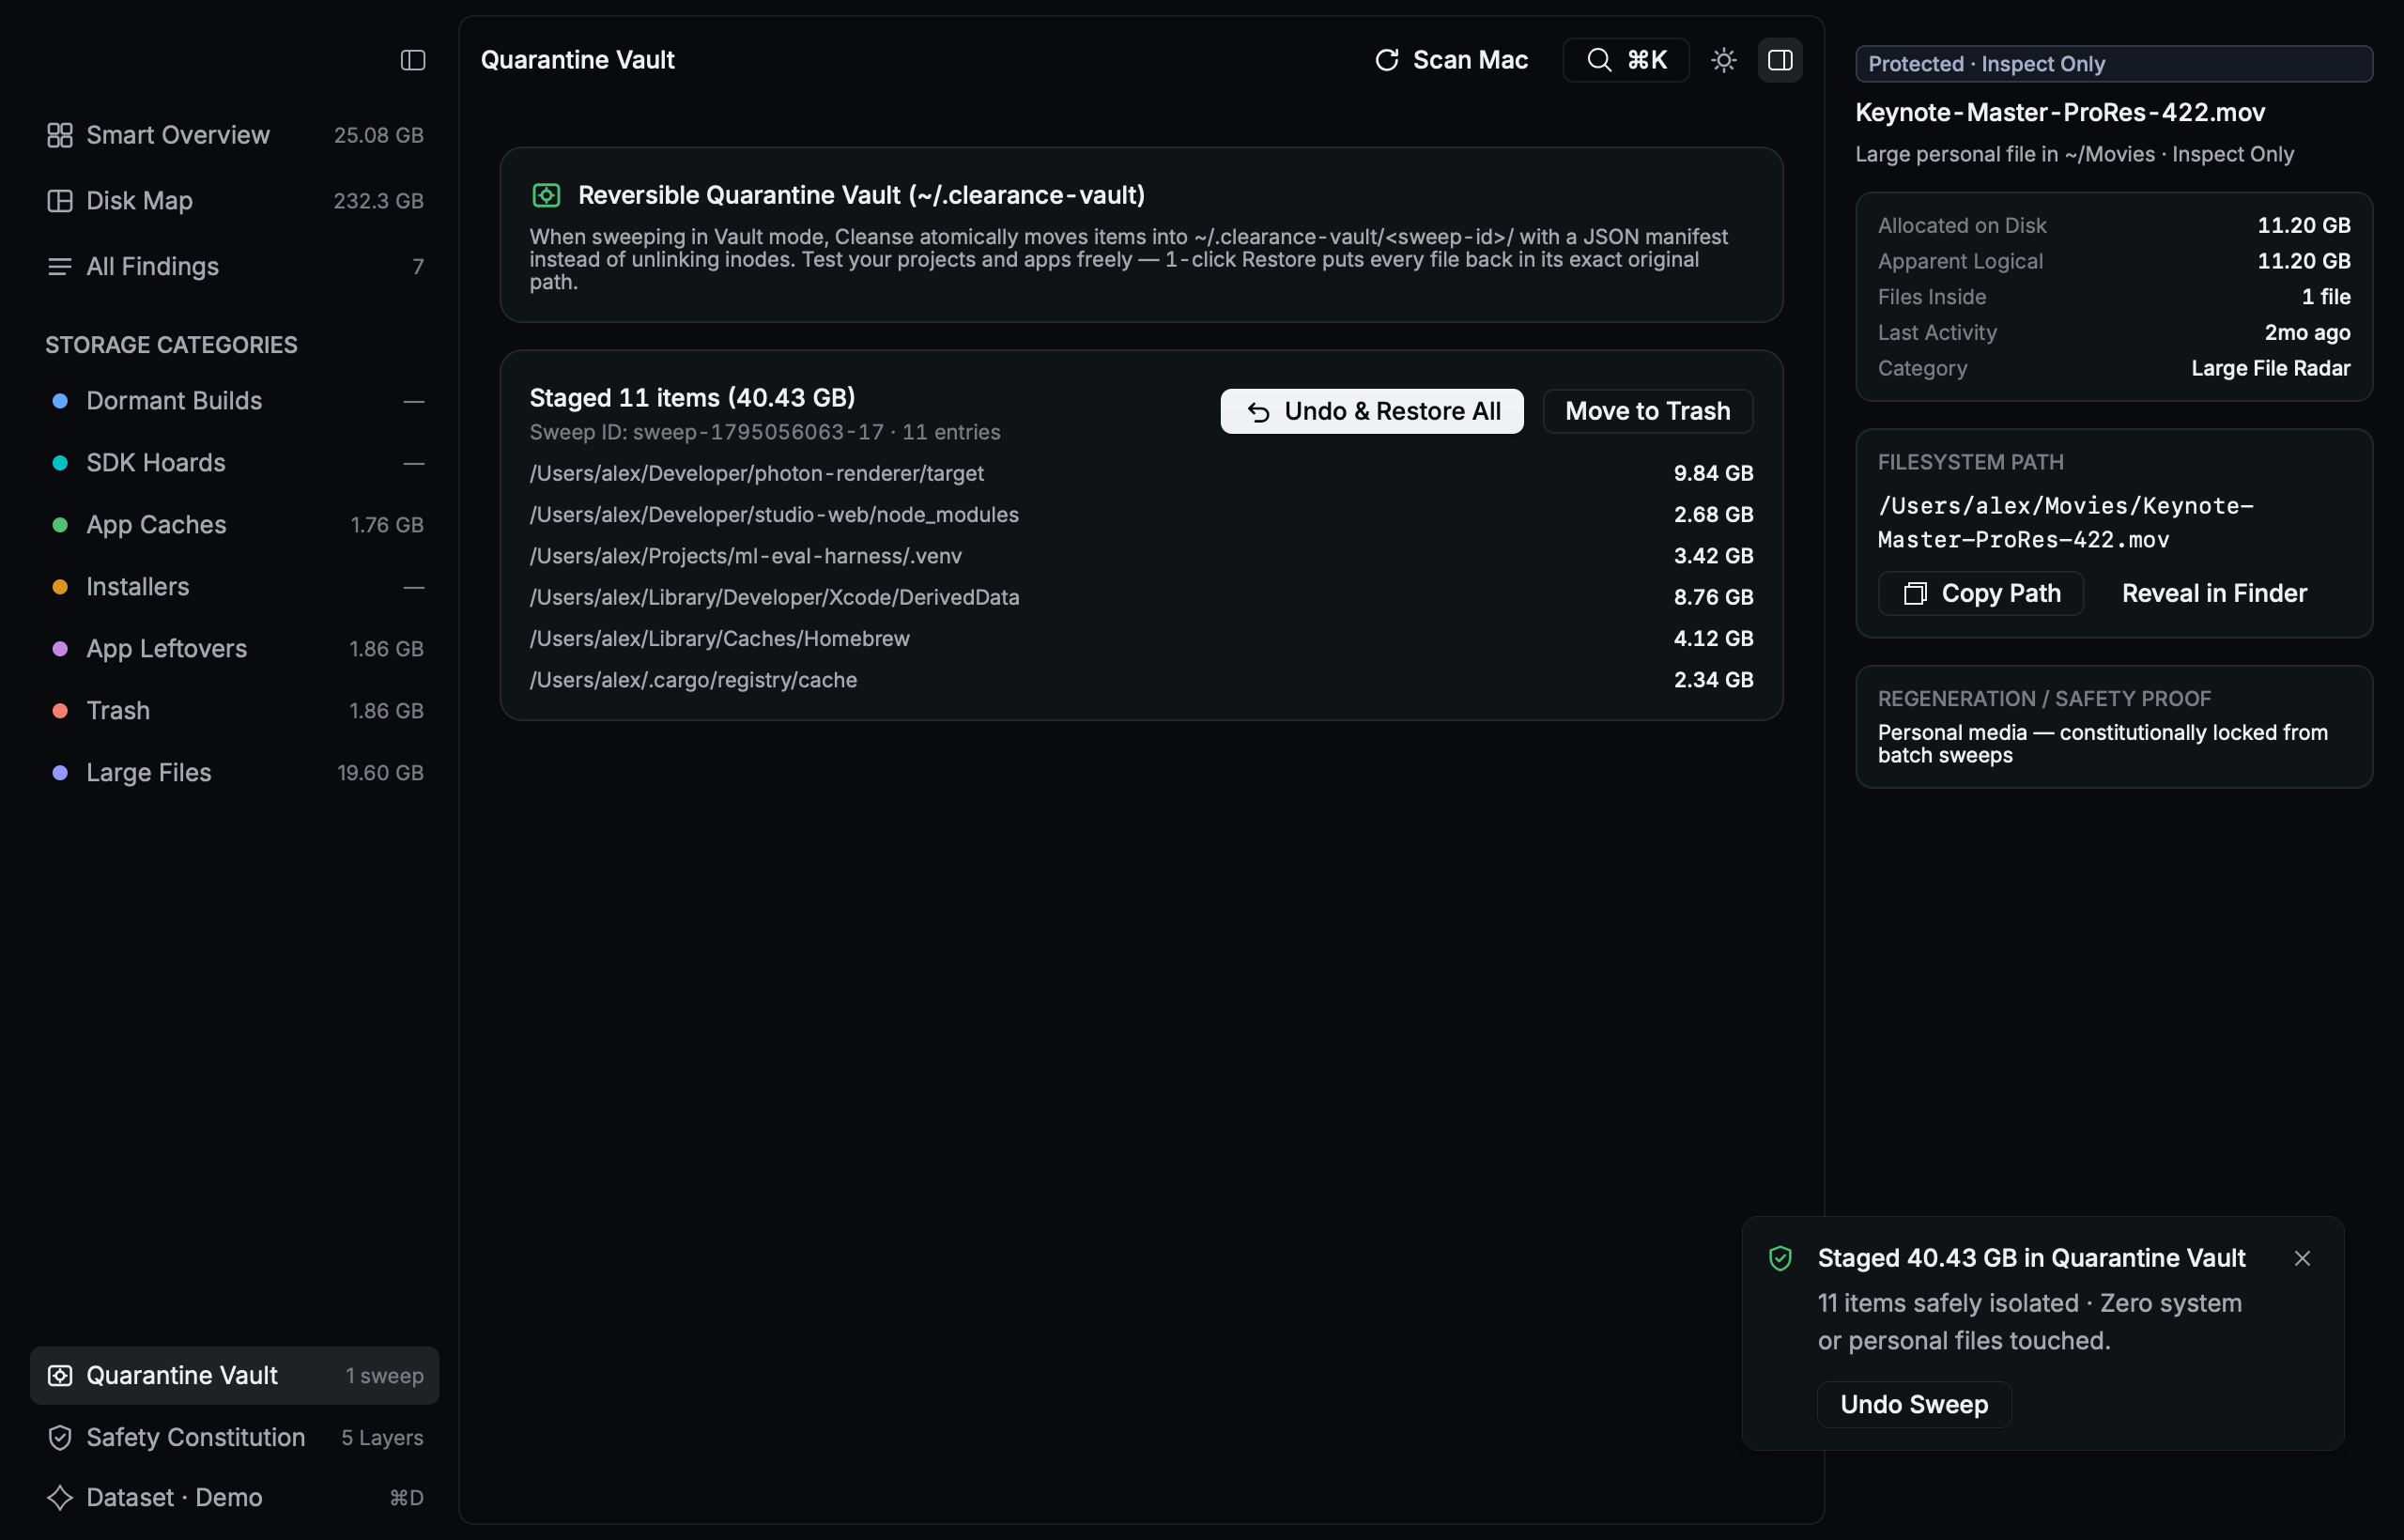 Smart Overview 25.08 GB
Disk Map 232.3 GB
All Findings 7
STORAGE CATEGORIES
Dormant Builds —
SDK Hoards —
App Caches 1.76 GB
Installers —
App Leftovers 1.86 GB
Trash 1.86 GB
Large Files 19.60 GB
Quarantine Vault 1 sweep
Safety Constitution 5 Layers
Dataset · Demo ⌘D
Quarantine Vault
Scan Mac
⌘K
Reversible Quarantine Vault (~/.clearance-vault)
When sweeping in Vault mode, Cleanse atomically moves items into ~/.clearance-vault/<sweep-id>/ with a JSON manifest
instead of unlinking inodes. Test your projects and apps freely — 1-click Restore puts every file back in its exact original
path.
Staged 11 items (40.43 GB)
Sweep ID: sweep-1795056063-17 · 11 entries
Undo & Restore All
Move to Trash
/Users/alex/Developer/photon-renderer/target 9.84 GB
/Users/alex/Developer/studio-web/node_modules 2.68 GB
/Users/alex/Projects/ml-eval-harness/.venv 3.42 GB
/Users/alex/Library/Developer/Xcode/DerivedData 8.76 GB
/Users/alex/Library/Caches/Homebrew 4.12 GB
/Users/alex/.cargo/registry/cache 2.34 GB
Protected · Inspect Only
Keynote-Master-ProRes-422.mov
Large personal file in ~/Movies · Inspect Only
Allocated on Disk 11.20 GB
Apparent Logical 11.20 GB
Files Inside 1 file
Last Activity 2mo ago
Category Large File Radar
FILESYSTEM PATH
/Users/alex/Movies/Keynote-
Master-ProRes-422.mov
Copy Path
Reveal in Finder
REGENERATION / SAFETY PROOF
Personal media — constitutionally locked from
batch sweeps
Staged 40.43 GB in Quarantine Vault
11 items safely isolated · Zero system
or personal files touched.
Undo Sweep